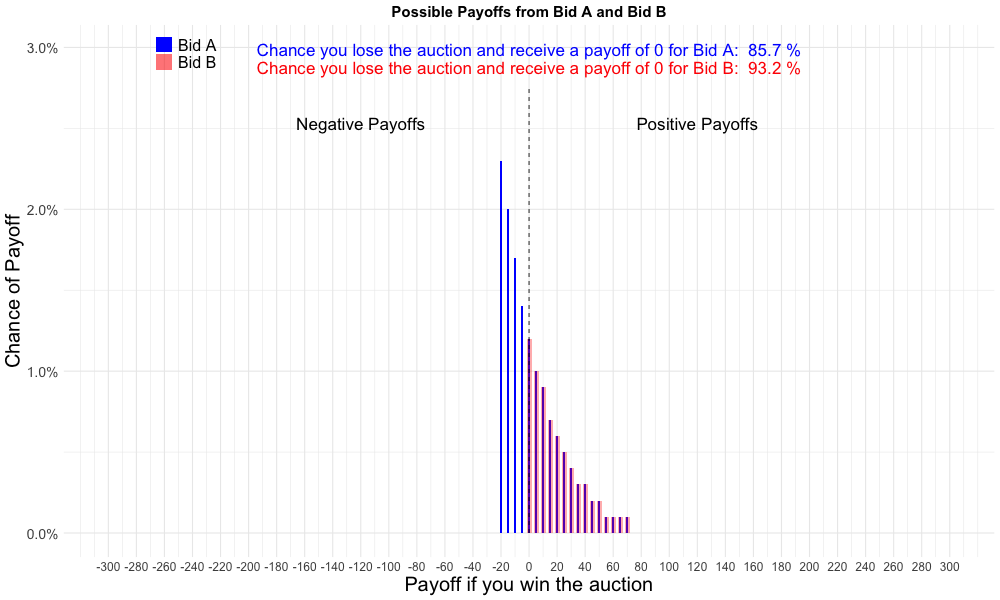 Possible Payoffs from Bid A and Bid B
Bid A
Bid B
Chance you lose the auction and receive a payoff of 0 for Bid A: 85.7 %
Chance you lose the auction and receive a payoff of 0 for Bid B: 93.2 %
Negative Payoffs
Positive Payoffs
Chance of Payoff
3.0%
2.0%
1.0%
0.0%
-300 -280 -260 -240 -220 -200 -180 -160 -140 -120 -100 -80 -60 -40 -20 0 20 40 60 80 100 120 140 160 180 200 220 240 260 280 300
Payoff if you win the auction